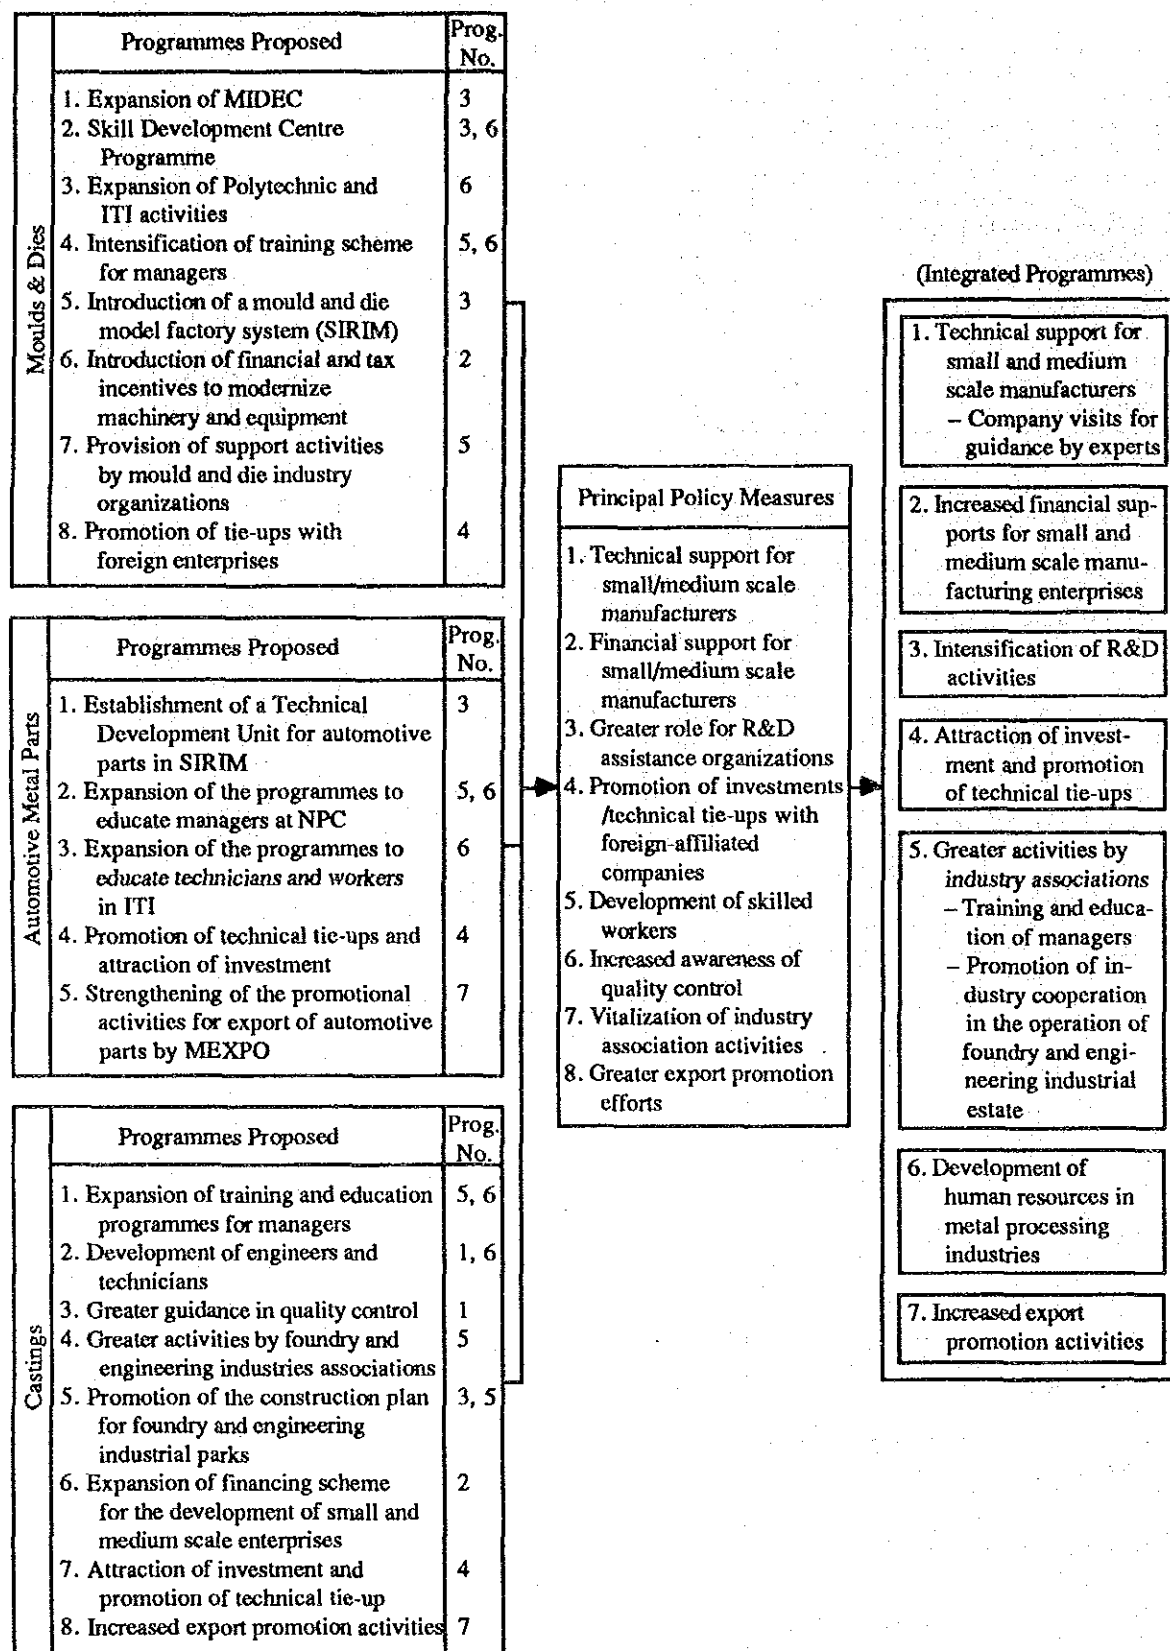 Moulds & Dies
Programmes Proposed
Prog. No.
1. Expansion of MIDEC 3
2. Skill Development Centre 3, 6
Programme
3. Expansion of Polytechnic and 6
ITI activities
4. Intensification of training scheme 5, 6
for managers
5. Introduction of a mould and die 3
model factory system (SIRIM)
6. Introduction of financial and tax 2
incentives to modernize
machinery and equipment
7. Provision of support activities 5
by mould and die industry
organizations
8. Promotion of tie-ups with 4
foreign enterprises
Automotive Metal Parts
Programmes Proposed
Prog.
No.
1. Establishment of a Technical 3
Development Unit for automotive
parts in SIRIM
2. Expansion of the programmes to 5, 6
educate managers at NPC
3. Expansion of the programmes to 6
educate technicians and workers
in ITI
4. Promotion of technical tie-ups and 4
attraction of investment
5. Strengthening of the promotional 7
activities for export of automotive
parts by MEXPO
Castings
Programmes Proposed
Prog.
No.
1. Expansion of training and education 5, 6
programmes for managers
2. Development of engineers and 1, 6
technicians
3. Greater guidance in quality control 1
4. Greater activities by foundry and 5
engineering industries associations
5. Promotion of the construction plan 3, 5
for foundry and engineering
industrial parks
6. Expansion of financing scheme 2
for the development of small and
medium scale enterprises
7. Attraction of investment and 4
promotion of technical tie-up
8. Increased export promotion activities 7
Principal Policy Measures
1. Technical support for
small/medium scale
manufacturers
2. Financial support for
small/medium scale
manufacturers
3. Greater role for R&D
assistance organizations
4. Promotion of investments
/technical tie-ups with
foreign-affiliated
companies
5. Development of skilled
workers
6. Increased awareness of
quality control
7. Vitalization of industry
association activities
8. Greater export promotion
efforts
(Integrated Programmes)
1. Technical support for
small and medium
scale manufacturers
– Company visits for
guidance by experts
2. Increased financial sup-
ports for small and
medium scale manu-
facturing enterprises
3. Intensification of R&D
activities
4. Attraction of invest-
ment and promotion
of technical tie-ups
5. Greater activities by
industry associations
– Training and educa-
tion of managers
– Promotion of in-
dustry cooperation
in the operation of
foundry and engi-
neering industrial
estate
6. Development of
human resources in
metal processing
industries
7. Increased export
promotion activities